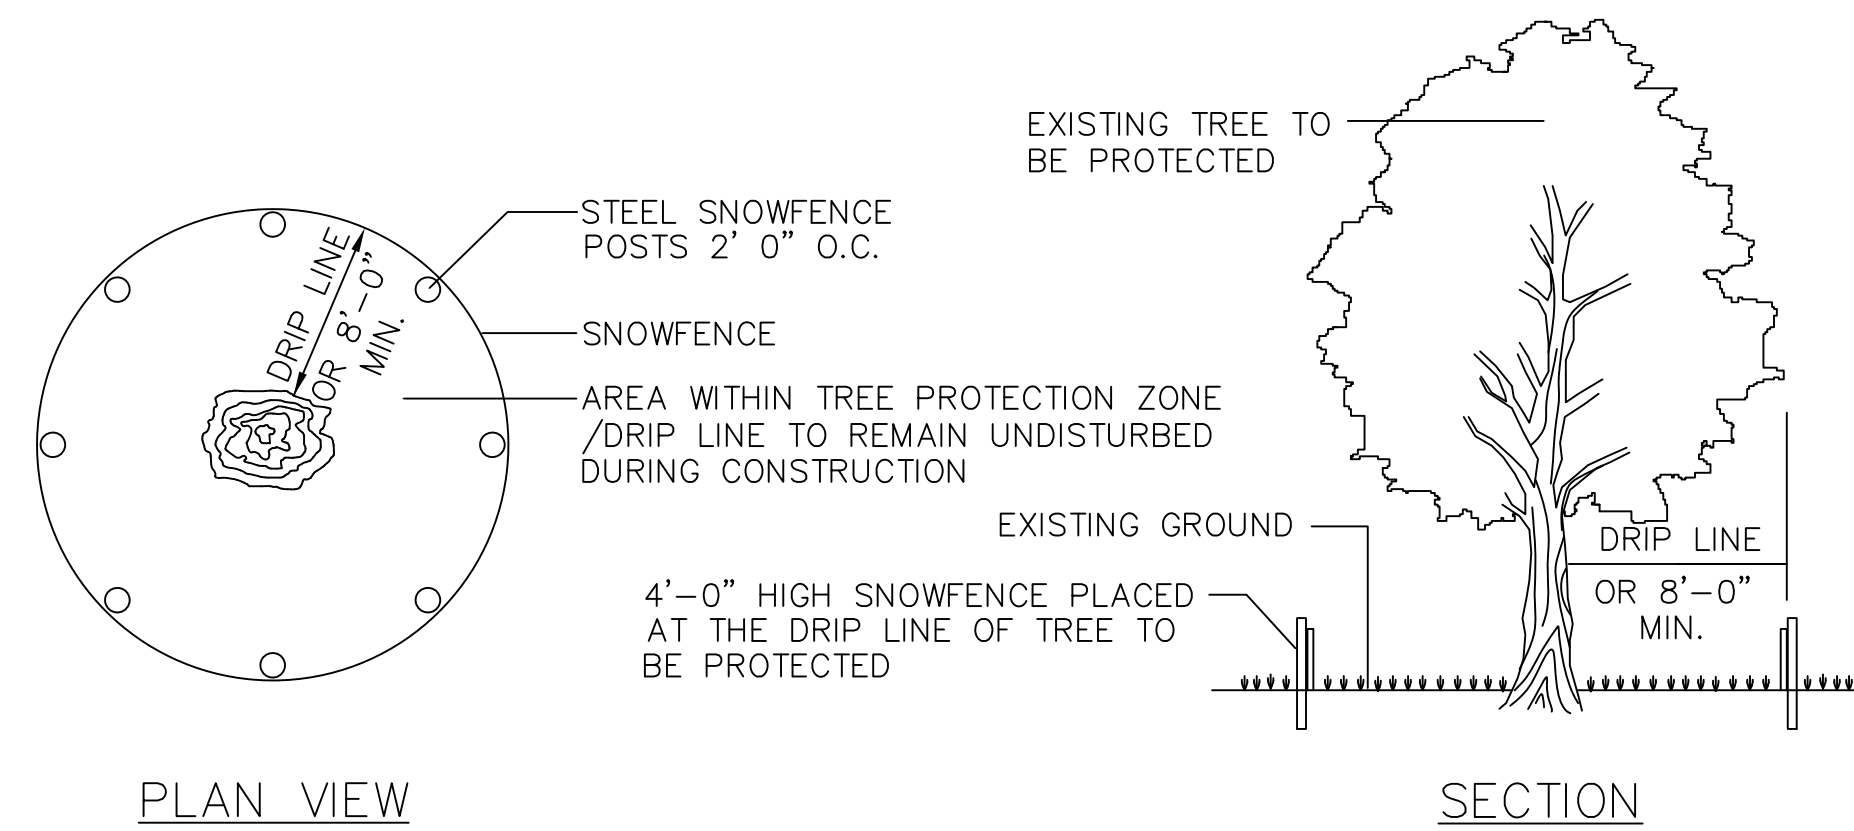 STEEL SNOWFENCE
POSTS 2' 0" O.C.
DRIP LINE
OR 8'-0"
MIN.
SNOWFENCE
AREA WITHIN TREE PROTECTION ZONE
/DRIP LINE TO REMAIN UNDISTURBED
DURING CONSTRUCTION
PLAN VIEW
EXISTING TREE TO
BE PROTECTED
EXISTING GROUND
4'-0" HIGH SNOWFENCE PLACED
AT THE DRIP LINE OF TREE TO
BE PROTECTED
DRIP LINE
OR 8'-0"
MIN.
SECTION